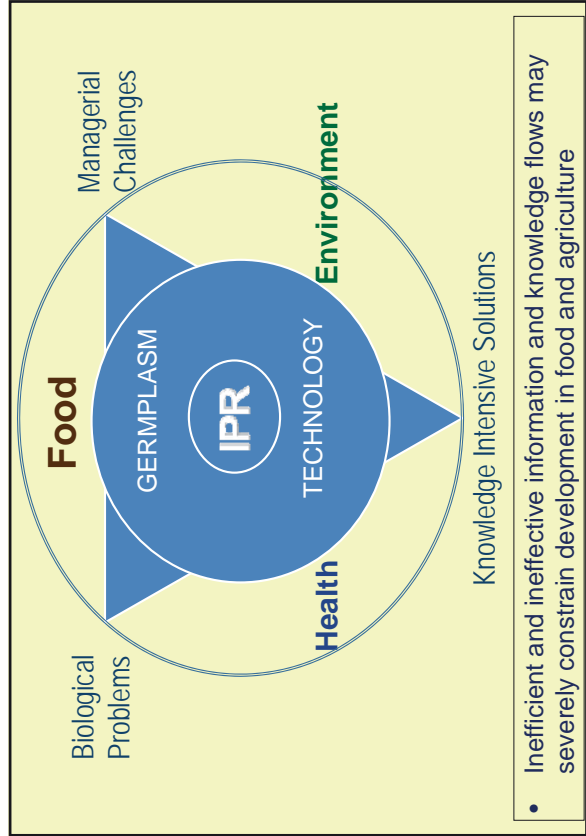 Biological
Problems
Food
Managerial
Challenges
GERMPLASM
IPR
TECHNOLOGY
Health
Environment
Knowledge Intensive Solutions
• Inefficient and ineffective information and knowledge flows may
severely constrain development in food and agriculture